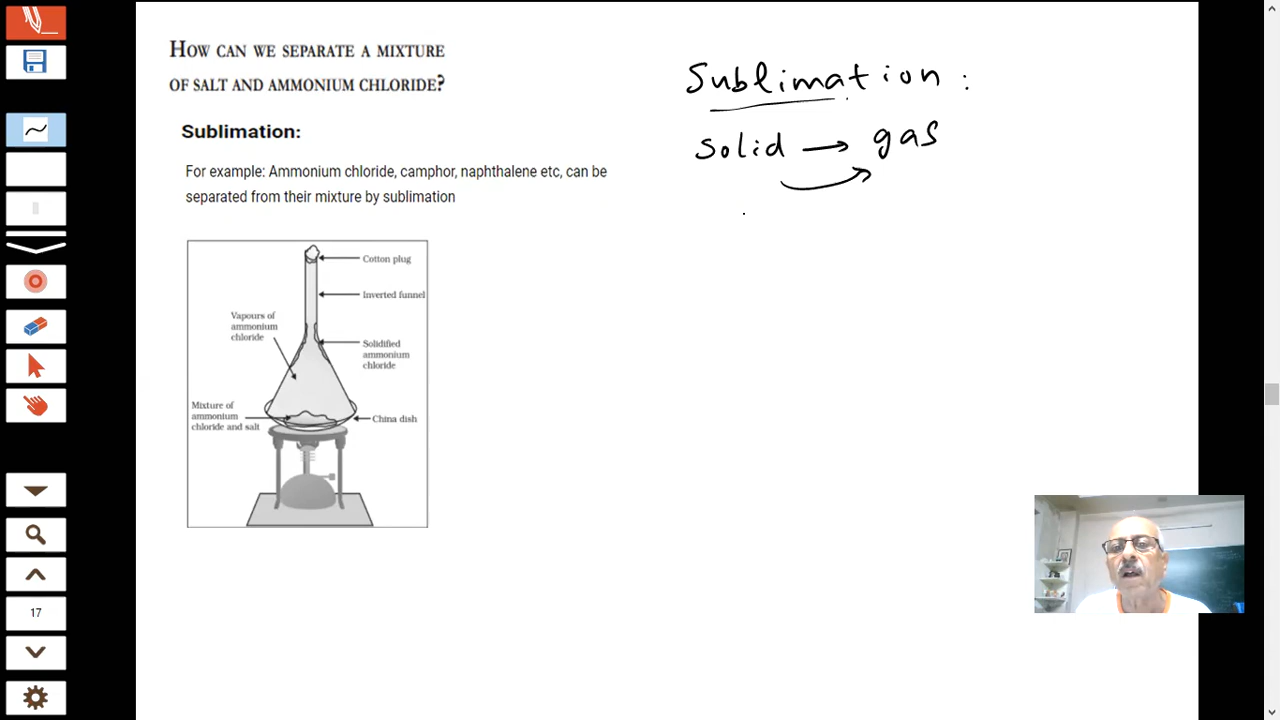 HOW CAN WE SEPARATE A MIXTURE
OF SALT AND AMMONIUM CHLORIDE?
Sublimation:
For example: Ammonium chloride, camphor, naphthalene etc, can be
separated from their mixture by sublimation
Cotton plug
Inverted funnel
Vapours of
ammonium
chloride
Solidified
ammonium
chloride
Mixture of
ammonium
chloride and salt
China dish
Sublimation :
solid → gas
17